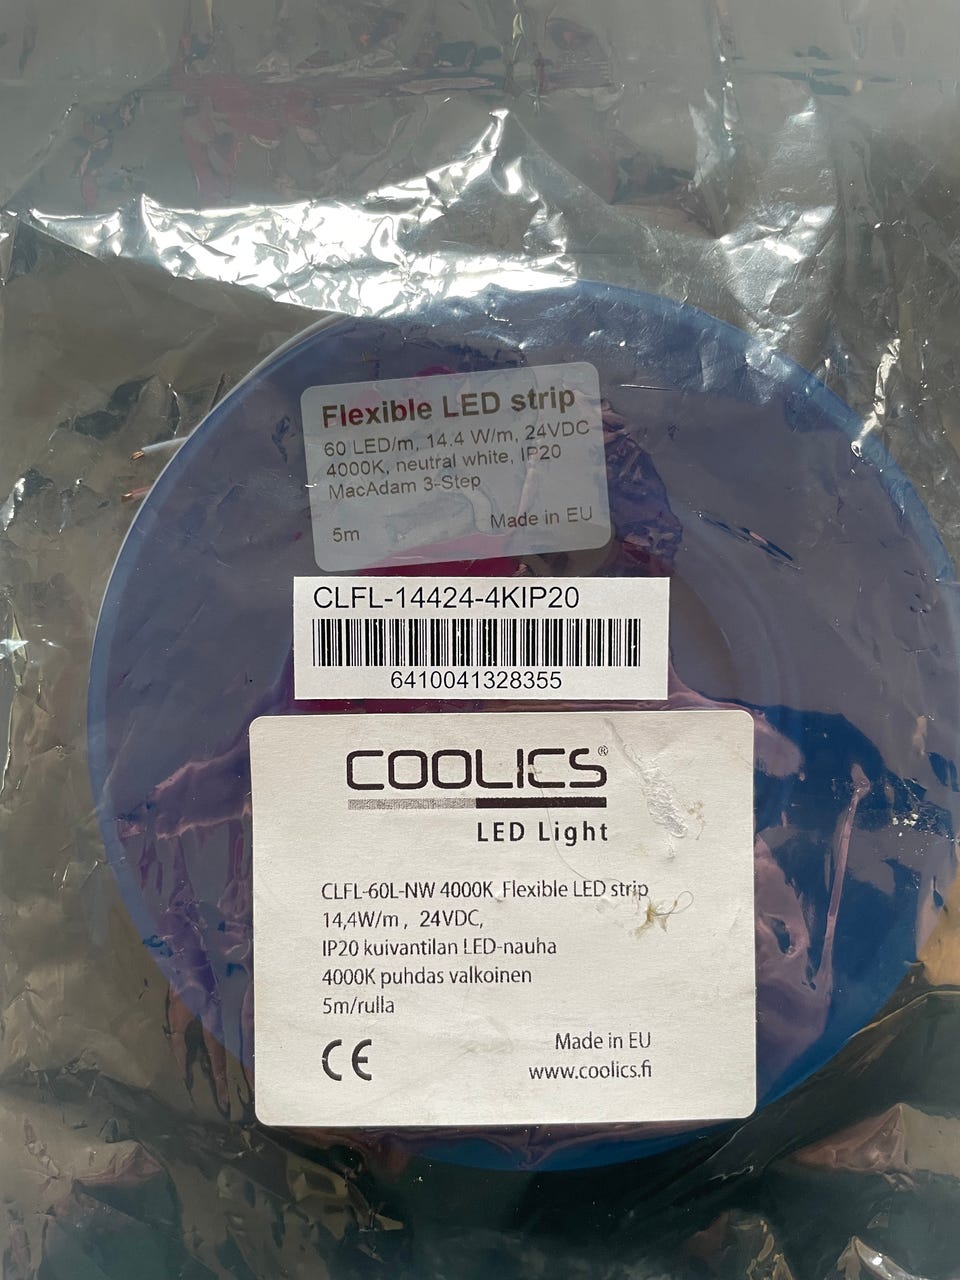 Flexible LED strip
60 LED/m, 14.4 W/m, 24VDC
4000K, neutral white, IP20
MacAdam 3-Step
5m Made in EU
CLFL-14424-4KIP20
6410041328355
COOLICS®
LED Light
CLFL-60L-NW 4000K Flexible LED strip
14,4W/m , 24VDC,
IP20 kuivantilan LED-nauha
4000K puhdas valkoinen
5m/rulla
CE Made in EU
www.coolics.fi